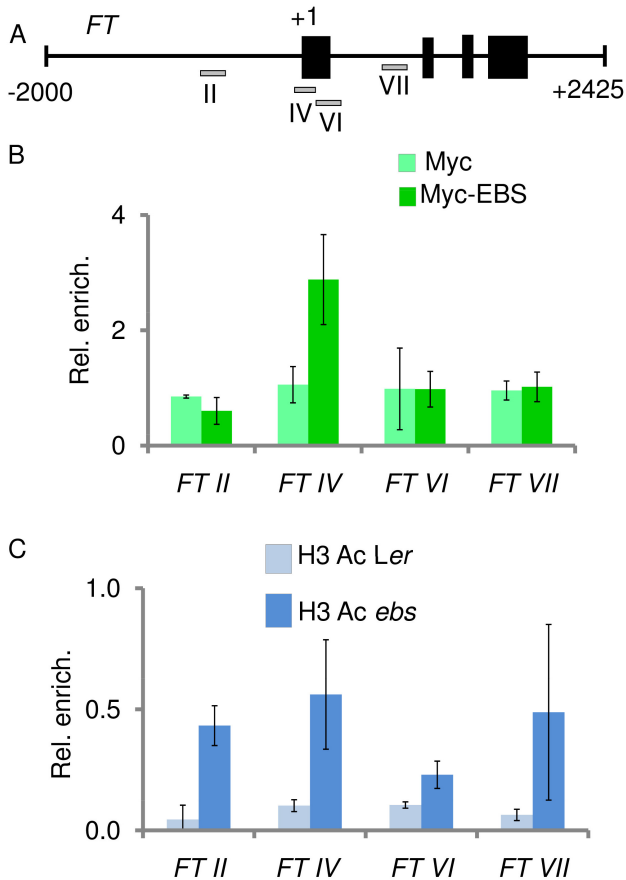 A
FT
+1
-2000
II
IV
VI
VII
+2425
B
Myc
Myc-EBS
Rel. enrich.
4
2
0
FT II
FT IV
FT VI
FT VII
C
H3 Ac Ler
H3 Ac ebs
Rel. enrich.
1.0
0.5
0.0
FT II
FT IV
FT VI
FT VII